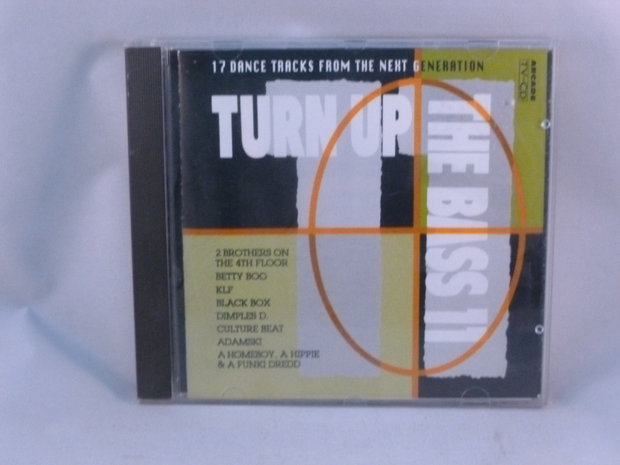 17 DANCE TRACKS FROM THE NEXT GENERATION
ARCADE
TV-CD
TURN UP
THE BASS 11
2 BROTHERS ON
THE 4TH FLOOR
BETTY BOO
KLF
BLACK BOX
DIMPLES D.
CULTURE BEAT
ADAMSKI
A HOMEBOY, A HIPPIE
& A FUNKI DREDD